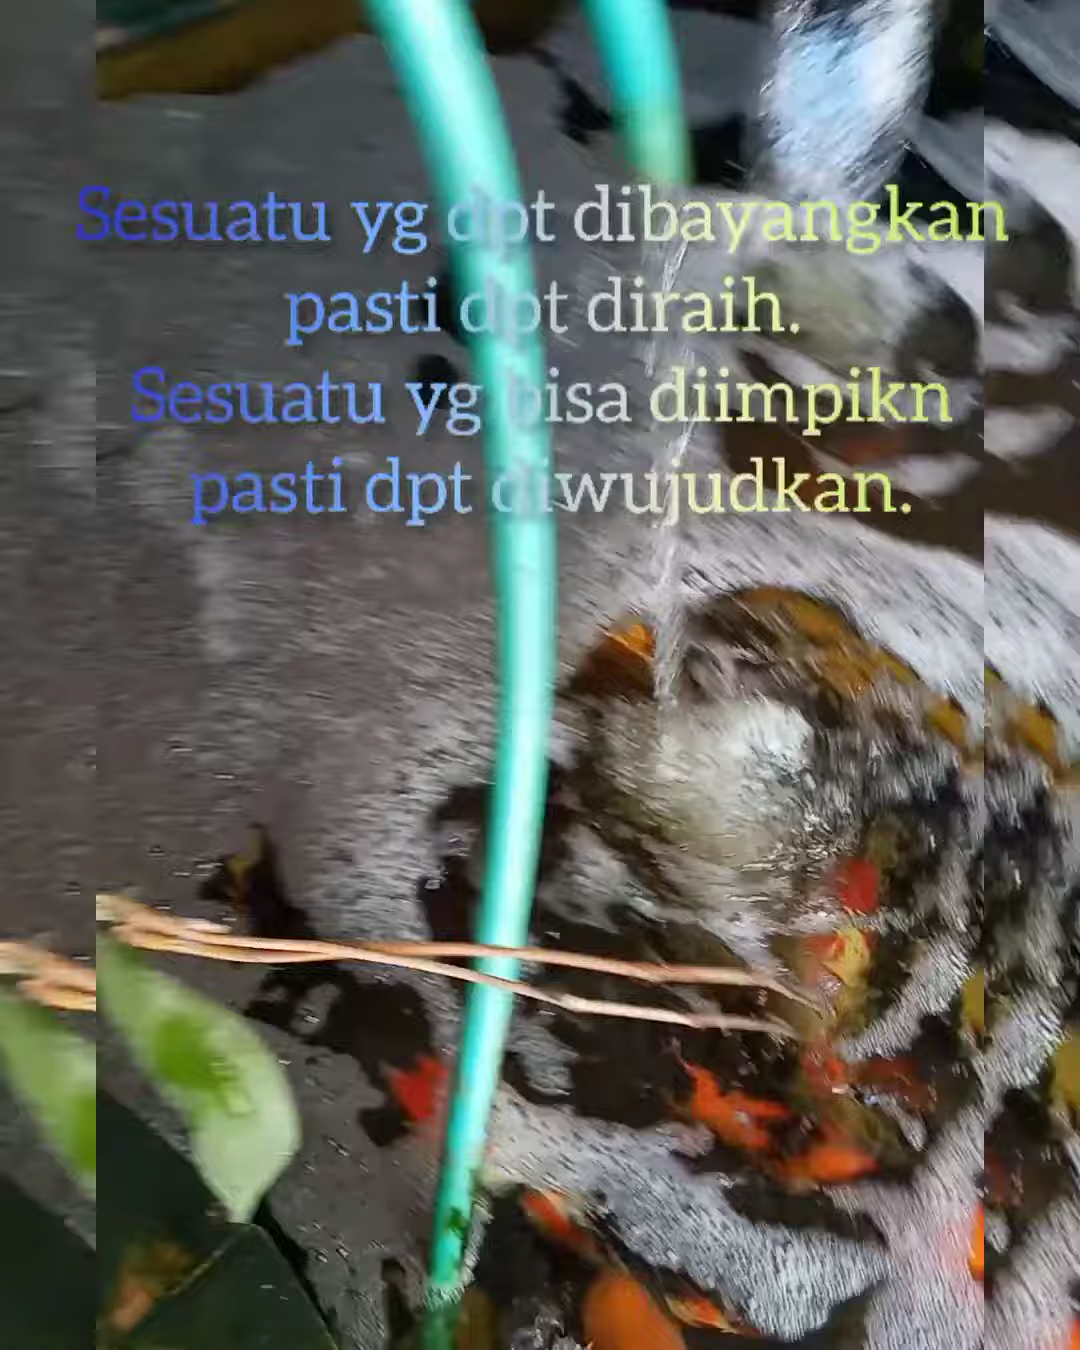 Sesuatu yg dpt dibayangkan
pasti dpt diraih.
Sesuatu yg bisa diimpikn
pasti dpt diwujudkan.